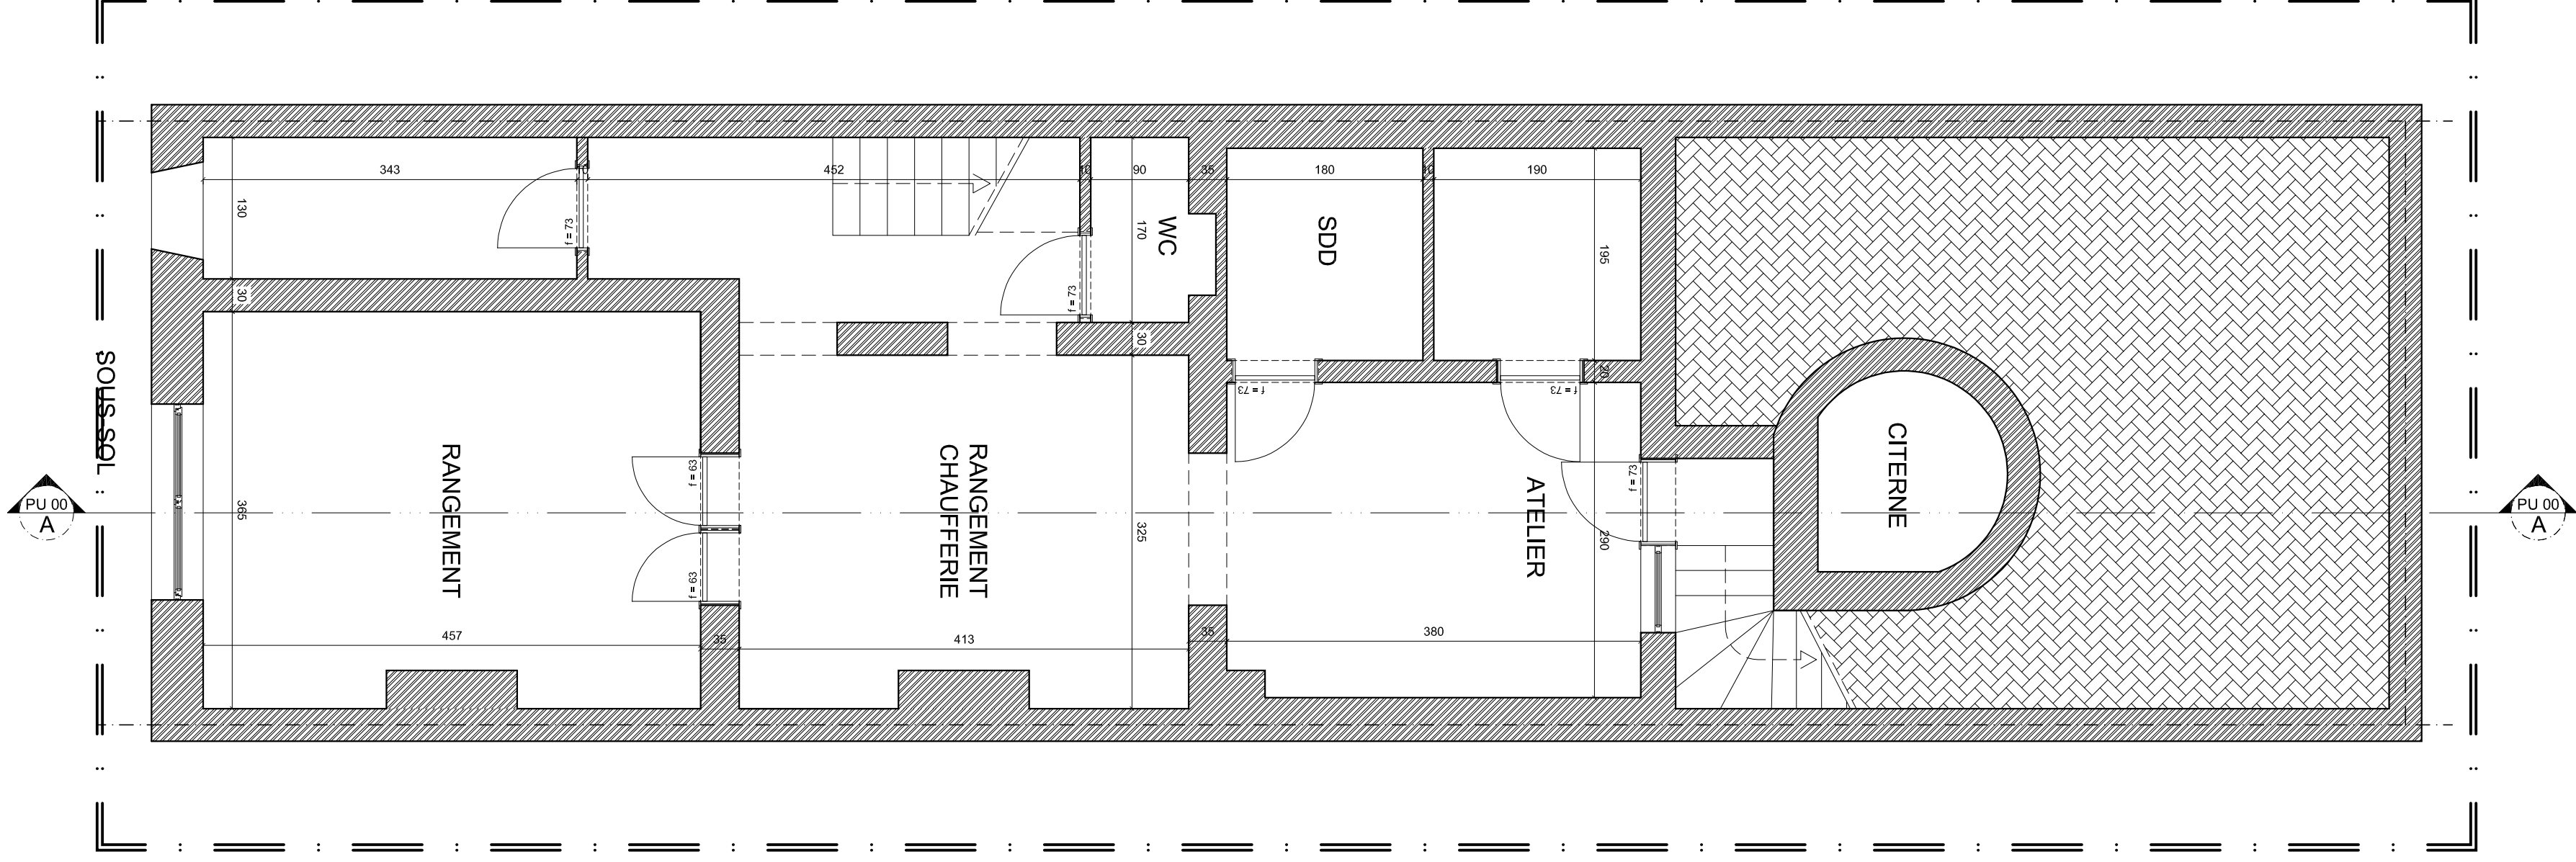 343
10
452
10
90
35
180
10
190
130
f = 73
170
WC
SDD
195
30
f = 73
30
f = 73
f = 73
20
SOUS-SOL
RANGEMENT
RANGEMENT
CHAUFFERIE
ATELIER
CITERNE
f = 63
f = 73
PU 00
A
365
325
290
PU 00
A
f = 63
457
35
413
35
380